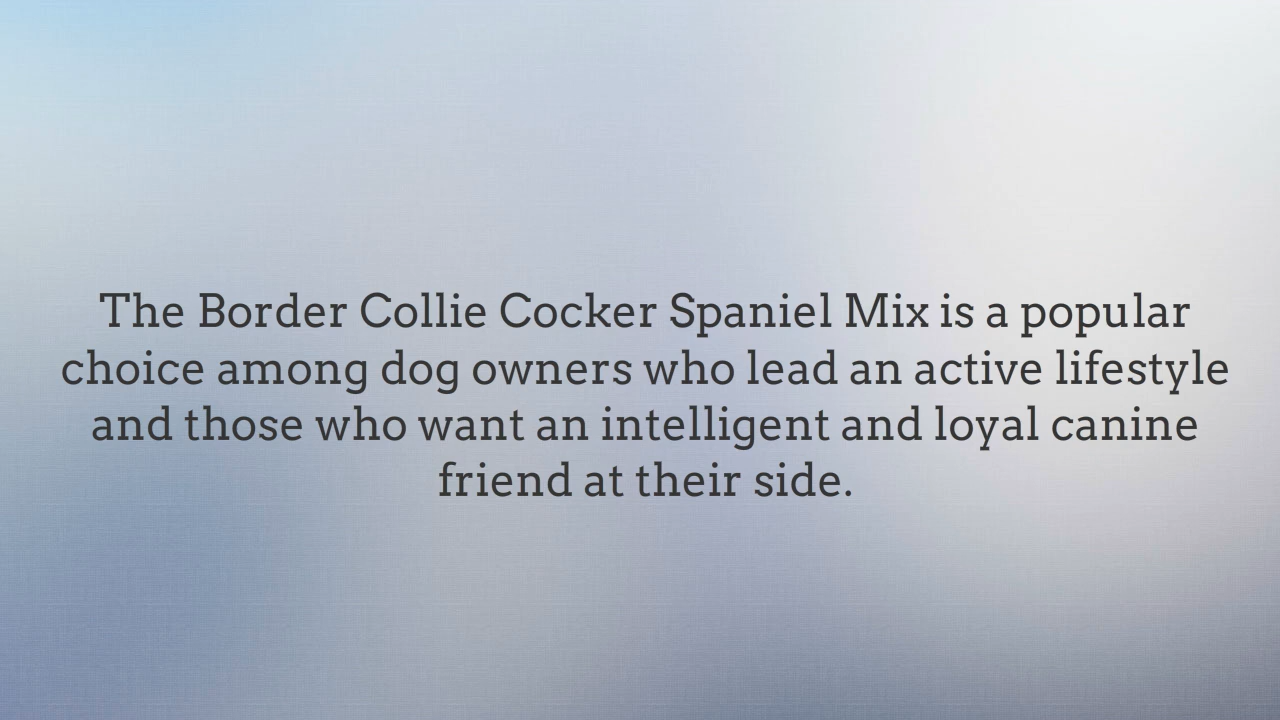 The Border Collie Cocker Spaniel Mix is a popular
choice among dog owners who lead an active lifestyle
and those who want an intelligent and loyal canine
friend at their side.